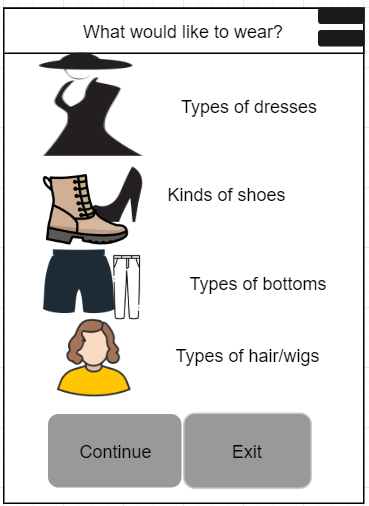 What would like to wear?
Types of dresses
Kinds of shoes
Types of bottoms
Types of hair/wigs
Continue
Exit